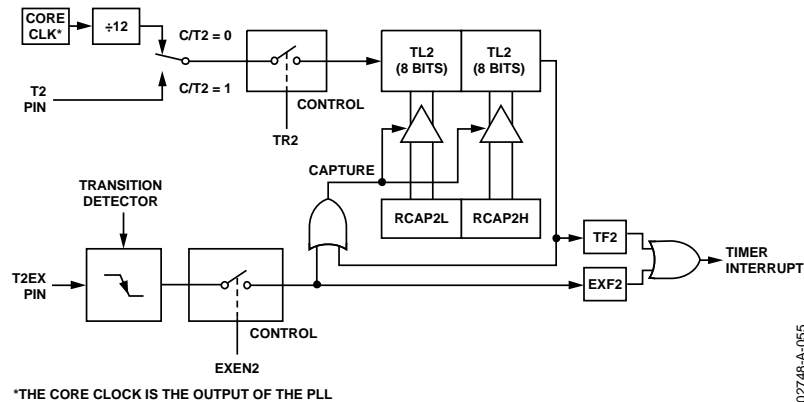 CORE
CLK*
÷12
C/T2 = 0
C/T2 = 1
T2
PIN
CONTROL
TR2
TL2
(8 BITS)
TL2
(8 BITS)
CAPTURE
TRANSITION
DETECTOR
RCAP2L
RCAP2H
TF2
TIMER
INTERRUPT
T2EX
PIN
EXF2
CONTROL
EXEN2
*THE CORE CLOCK IS THE OUTPUT OF THE PLL
02748-A-055